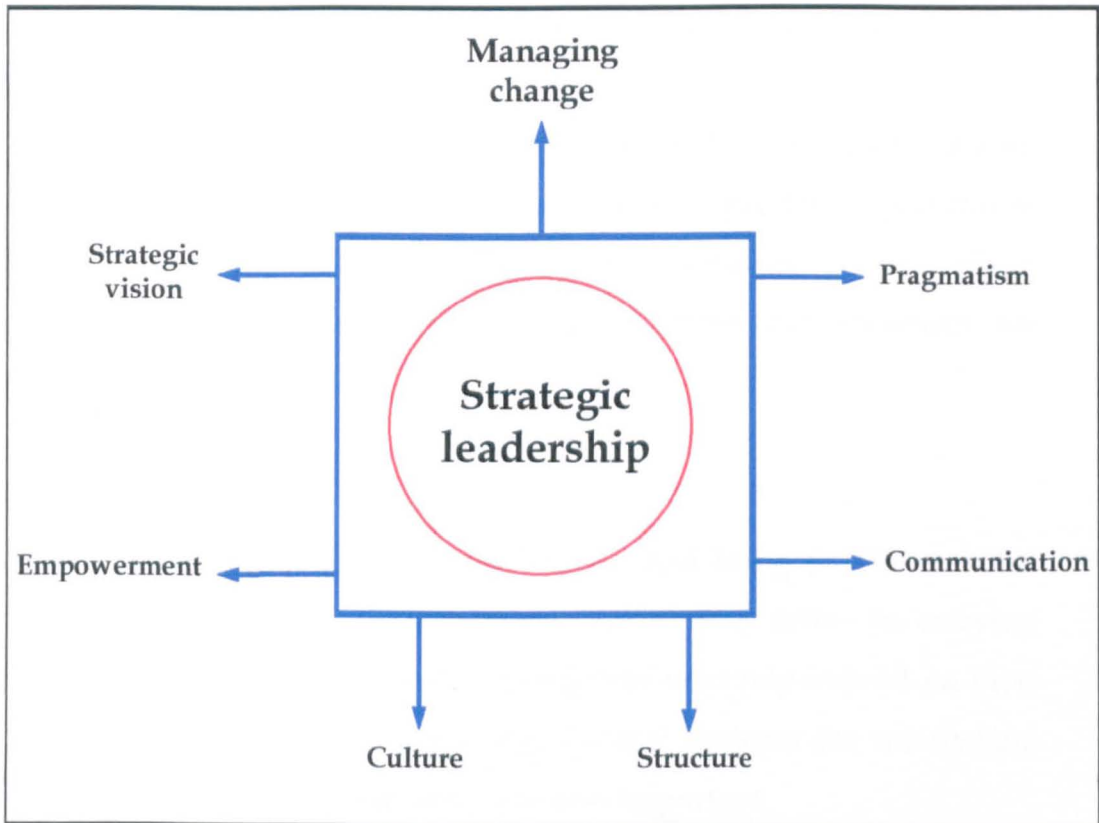 Managing
change
Strategic
vision
Pragmatism
Strategic
leadership
Empowerment
Communication
Culture
Structure